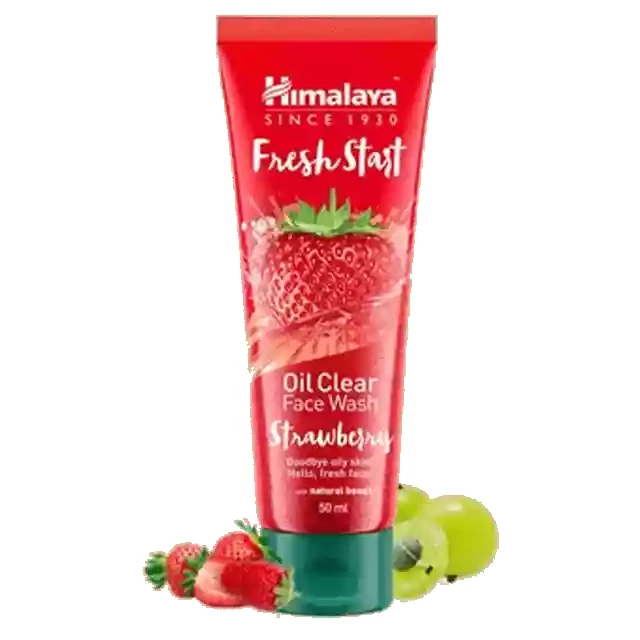 Himalaya
SINCE 1930
Fresh Start
Oil Clear
Face Wash
Strawberry
Goodbye oily skin
Hello, fresh face
with natural
50 ml